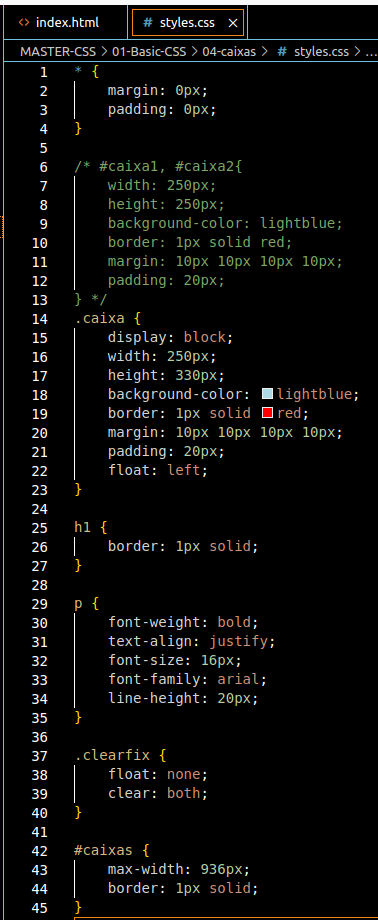 <> index.html # styles.css ×
MASTER-CSS > 01-Basic-CSS > 04-caixas > # styles.css > ...
1 * {
2 margin: 0px;
3 padding: 0px;
4 }
5
6 /* #caixa1, #caixa2{
7 width: 250px;
8 height: 250px;
9 background-color: lightblue;
10 border: 1px solid red;
11 margin: 10px 10px 10px 10px;
12 padding: 20px;
13 } */
14 .caixa {
15 display: block;
16 width: 250px;
17 height: 330px;
18 background-color: lightblue;
19 border: 1px solid red;
20 margin: 10px 10px 10px 10px;
21 padding: 20px;
22 float: left;
23 }
24
25 h1 {
26 border: 1px solid;
27 }
28
29 p {
30 font-weight: bold;
31 text-align: justify;
32 font-size: 16px;
33 font-family: arial;
34 line-height: 20px;
35 }
36
37 .clearfix {
38 float: none;
39 clear: both;
40 }
41
42 #caixas {
43 max-width: 936px;
44 border: 1px solid;
45 }